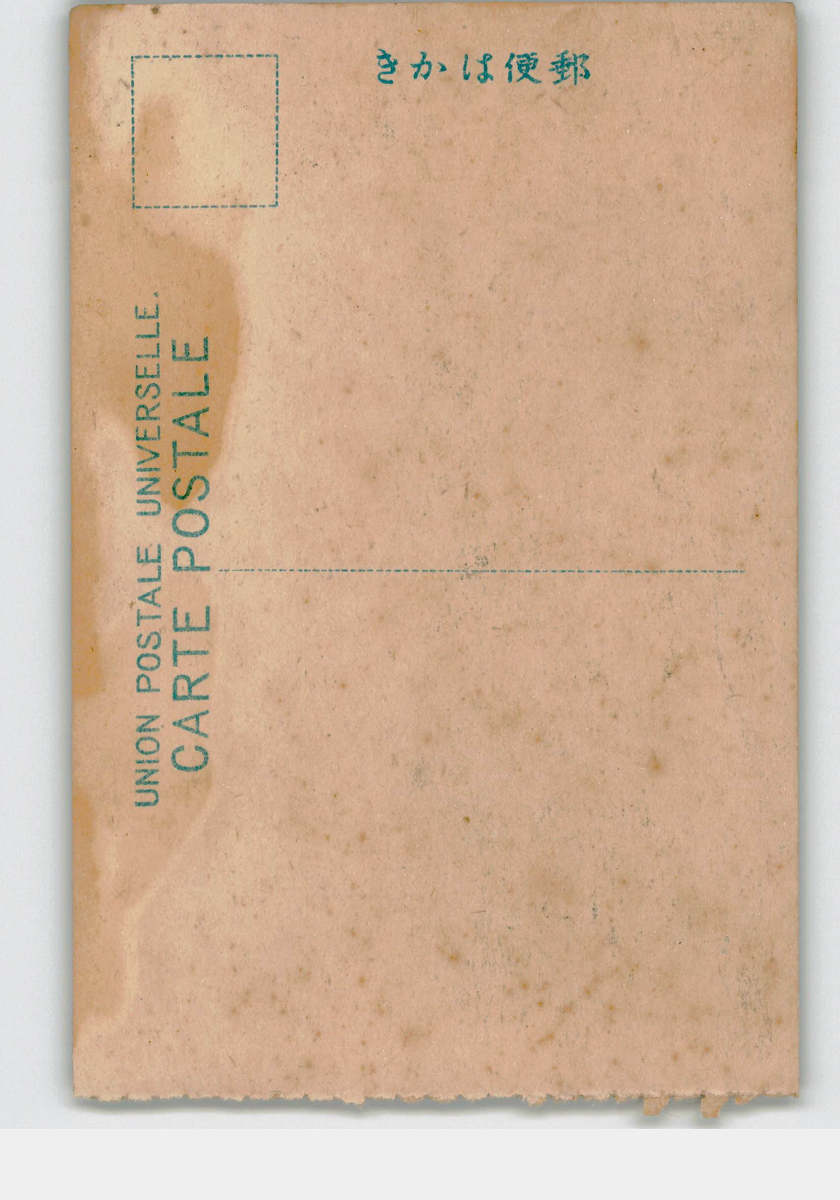 郵便はかき
UNION POSTALE UNIVERSELLE.
CARTE POSTALE